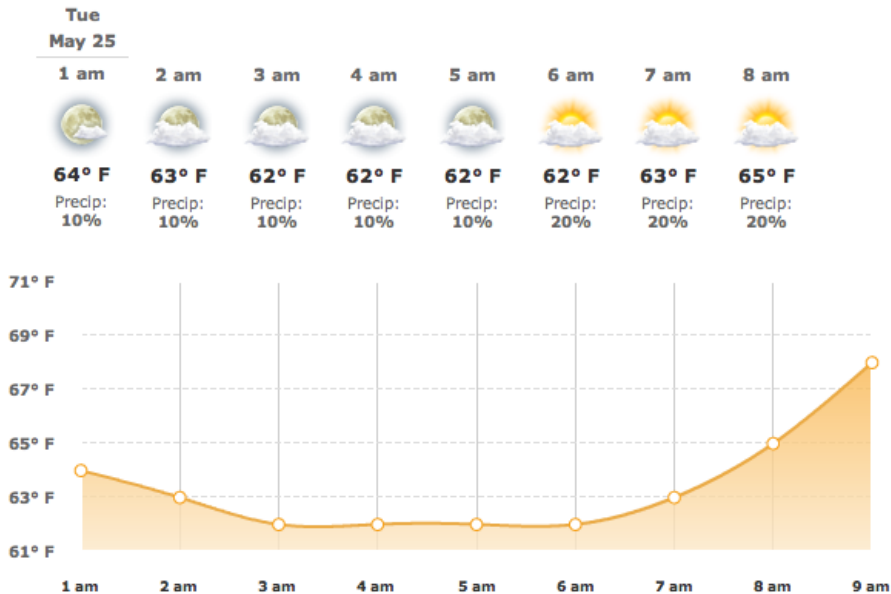 Tue
May 25
1 am 2 am 3 am 4 am 5 am 6 am 7 am 8 am
64° F 63° F 62° F 62° F 62° F 62° F 63° F 65° F
Precip: Precip: Precip: Precip: Precip: Precip: Precip: Precip:
10% 10% 10% 10% 10% 20% 20% 20%
71° F
69° F
67° F
65° F
63° F
61° F
1 am 2 am 3 am 4 am 5 am 6 am 7 am 8 am 9 am